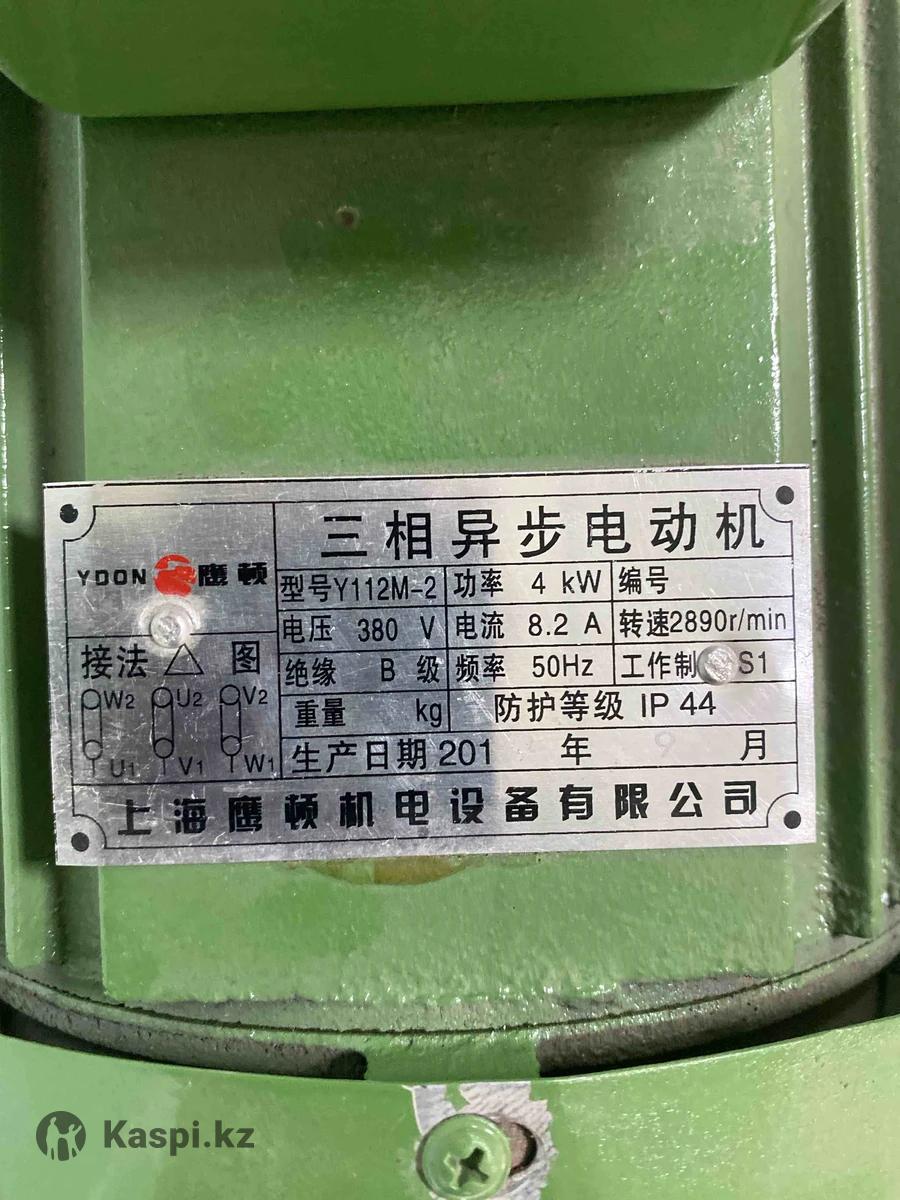 三相异步电动机
YDON 鹰顿
型号Y112M-2 功率 4 kW 编号
电压 380 V 电流 8.2 A 转速2890r/min
接法 △ 图
绝缘 B 级 频率 50Hz 工作制 S1
W2 U2 V2
重量 kg 防护等级 IP 44
U1 V1 W1
生产日期 201 年 9 月
上海鹰顿机电设备有限公司
Kaspi.kz